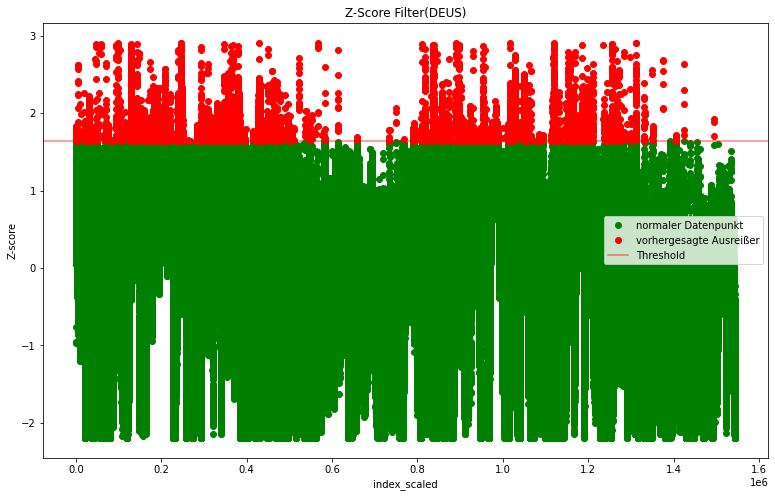 Z-Score Filter(DEUS)
3
2
1
0
−1
−2
Z-score
normaler Datenpunkt
vorhergesagte Ausreißer
Threshold
0.0 0.2 0.4 0.6 0.8 1.0 1.2 1.4 1.6
1e6
index_scaled